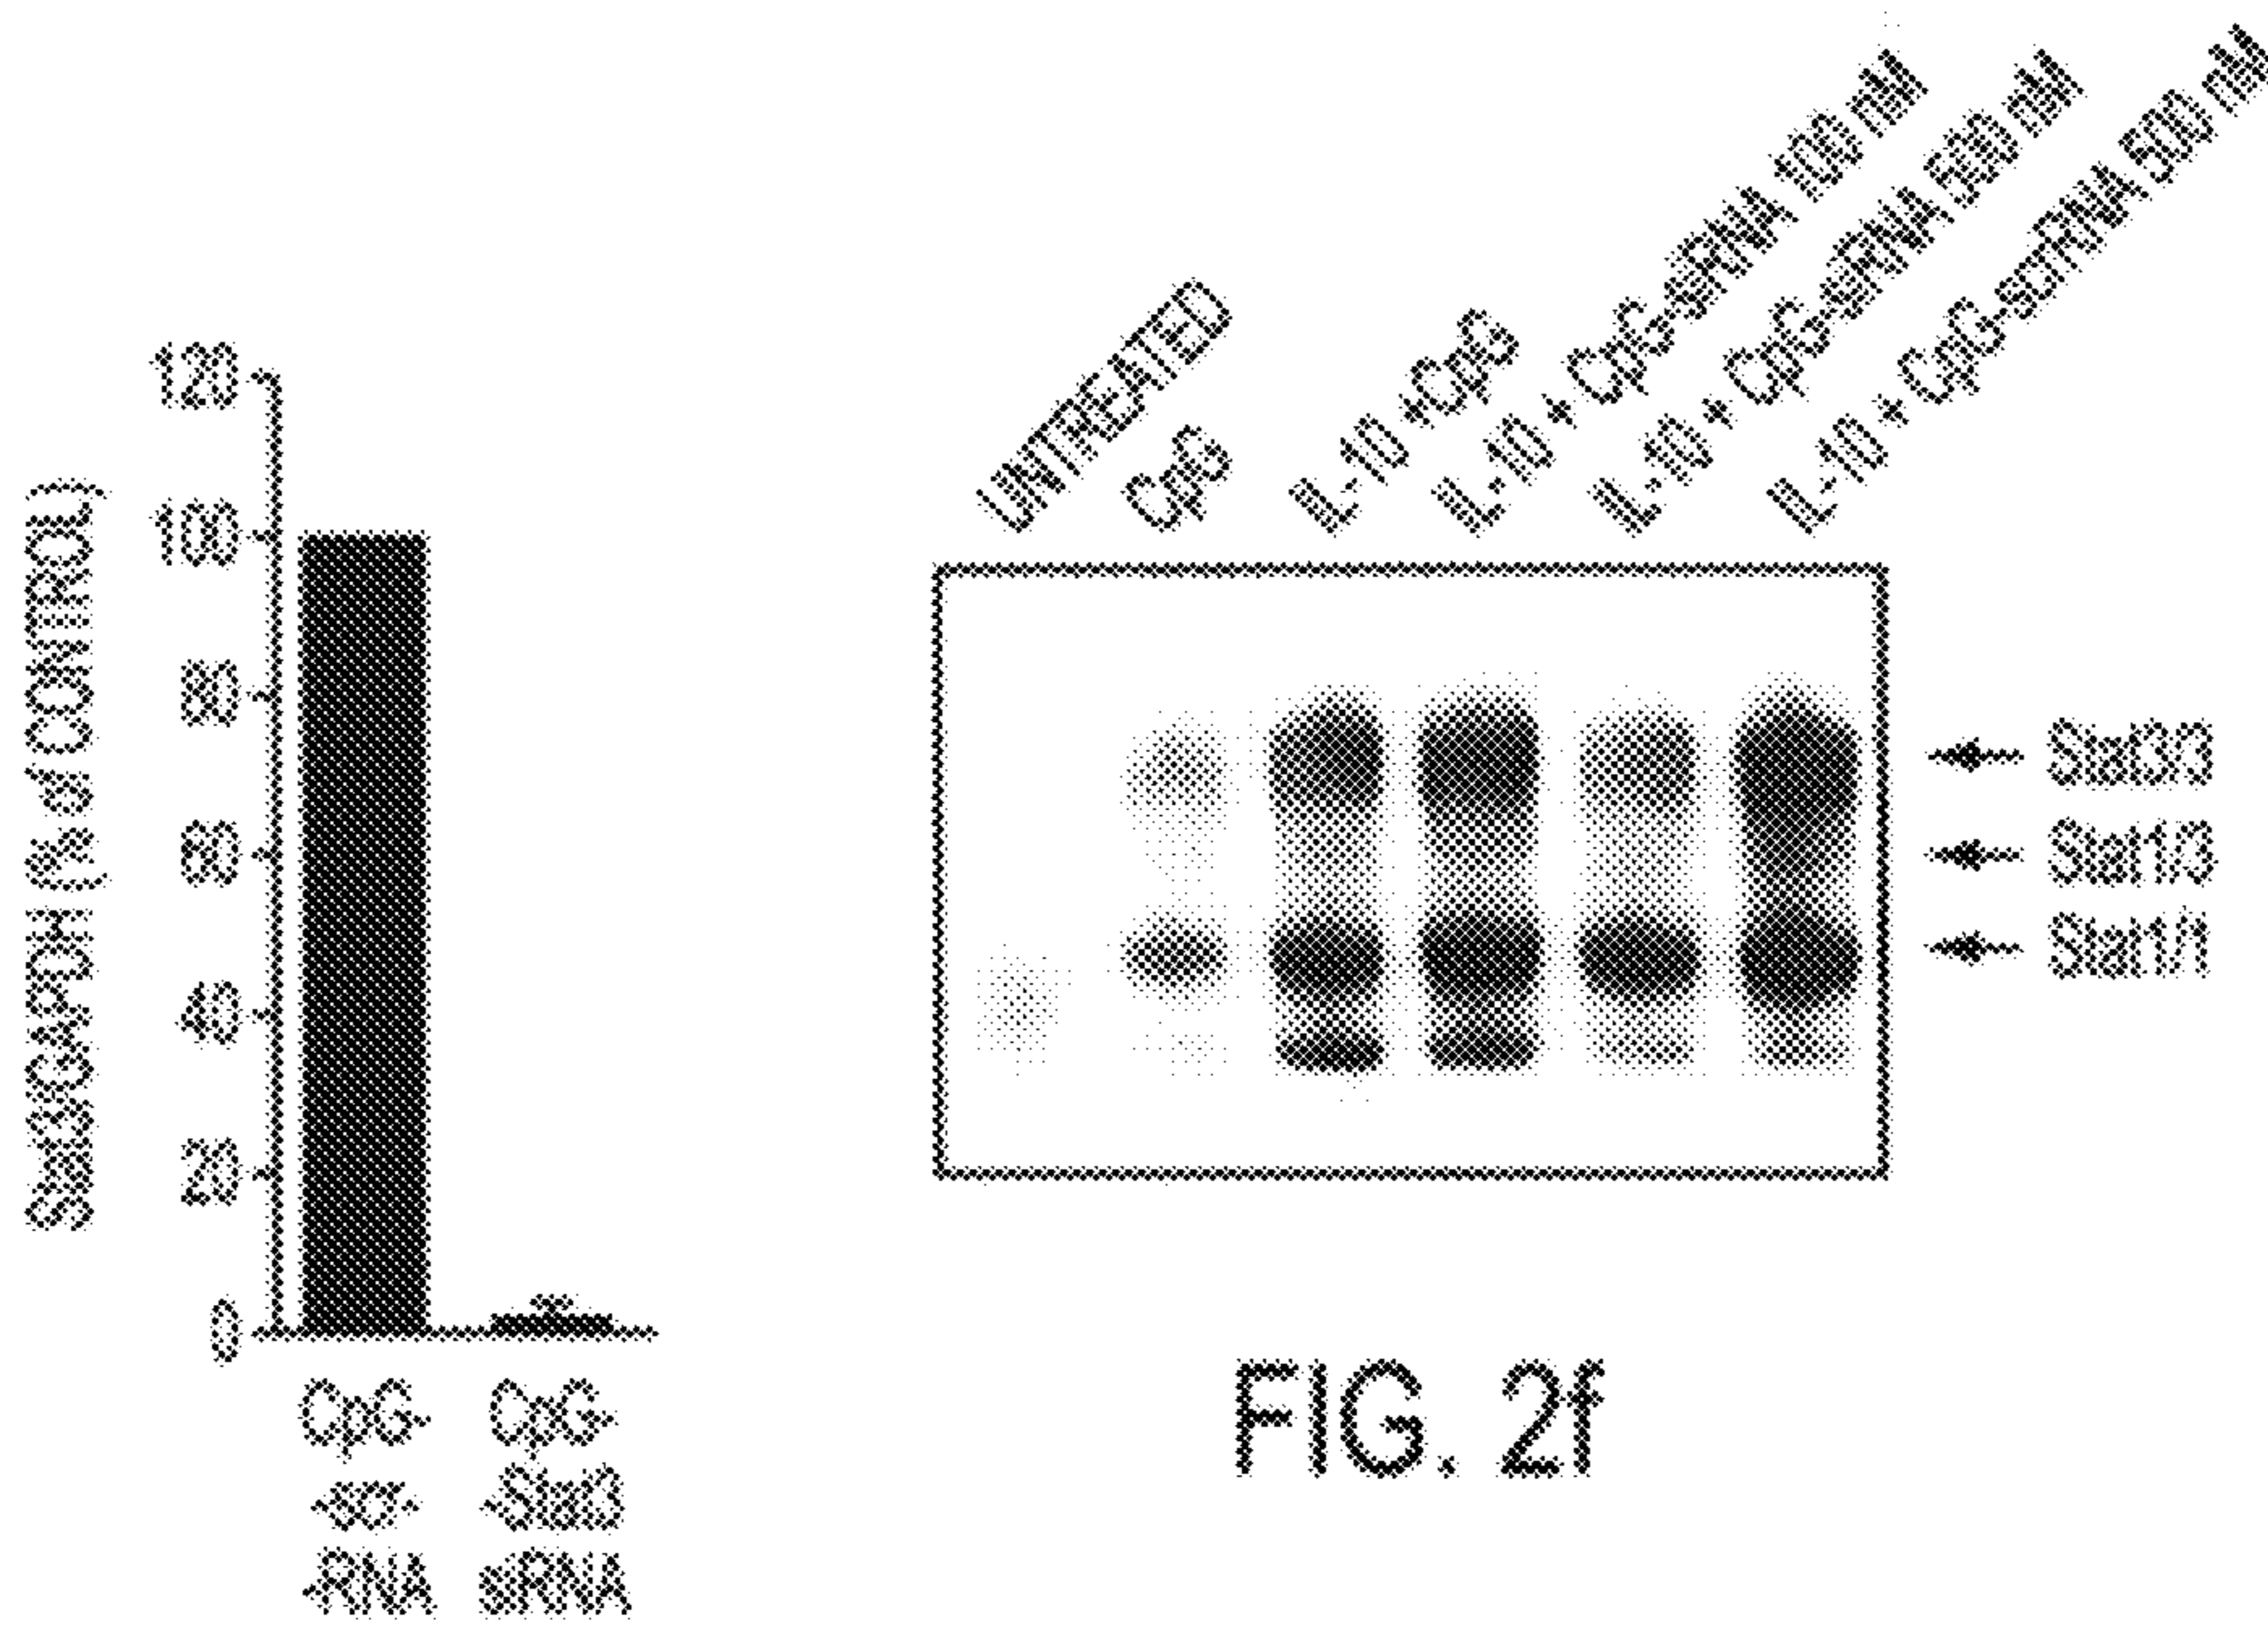 Stat3/GAPDH (% of CONTROL)
120
100
80
60
40
20
0
CpG-
-scr-
-RNA
CpG-
-Stat3
siRNA
UNTREATED
CpG
IL-10 +CpG
IL-10 + CpG-siRNA 100 nM
IL-10 + CpG-siRNA 500 nM
IL-10 + CpG-scrRNA 500 nM
Stat3/3
Stat1/3
Stat1/1
FIG. 2f